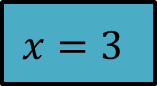 x = 3